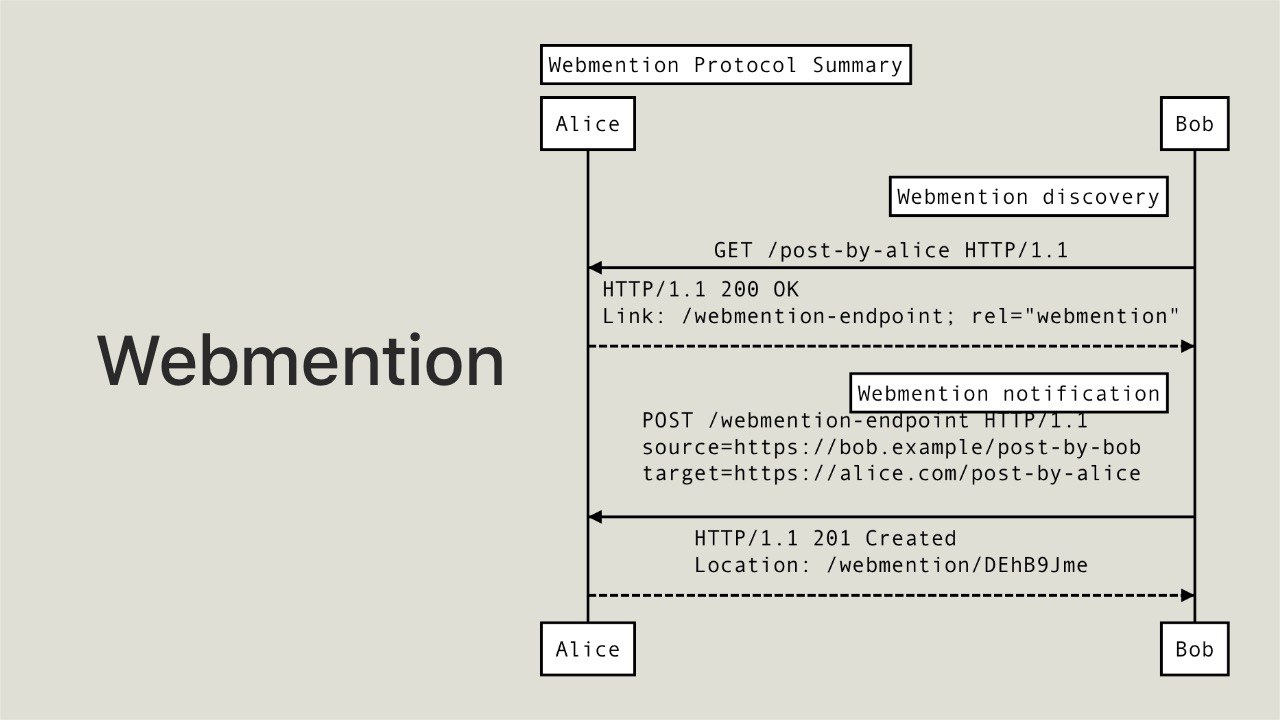 Webmention
Webmention Protocol Summary
Alice
Bob
Webmention discovery
GET /post-by-alice HTTP/1.1
HTTP/1.1 200 OK
Link: /webmention-endpoint; rel="webmention"
Webmention notification
POST /webmention-endpoint HTTP/1.1
source=https://bob.example/post-by-bob
target=https://alice.com/post-by-alice
HTTP/1.1 201 Created
Location: /webmention/DEhB9Jme
Alice
Bob